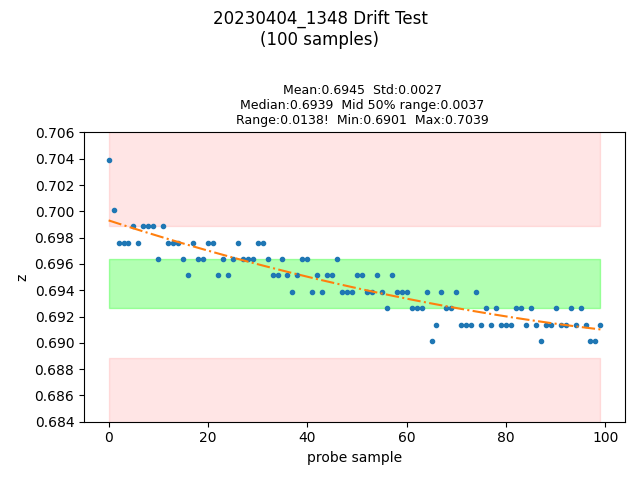 20230404_1348 Drift Test
(100 samples)
Mean:0.6945  Std:0.0027
Median:0.6939  Mid 50% range:0.0037
Range:0.0138!  Min:0.6901  Max:0.7039
0.706
0.704
0.702
0.700
0.698
0.696
0.694
0.692
0.690
0.688
0.686
0.684
z
0 20 40 60 80 100
probe sample